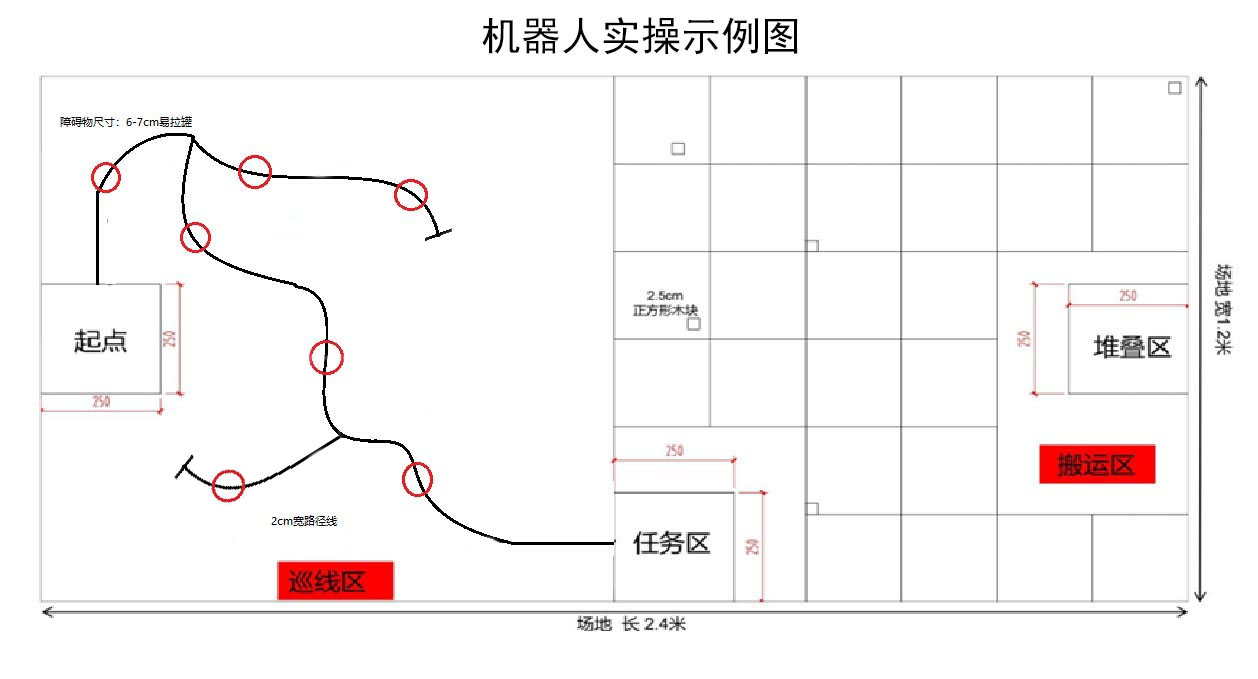 机器人实操示例图
障碍物尺寸：6-7cm易拉罐
起点
250
250
2cm宽路径线
巡线区
2.5cm
正方形木块
250
任务区
250
250
250
堆叠区
搬运区
场地 宽1.2米
场地 长 2.4米